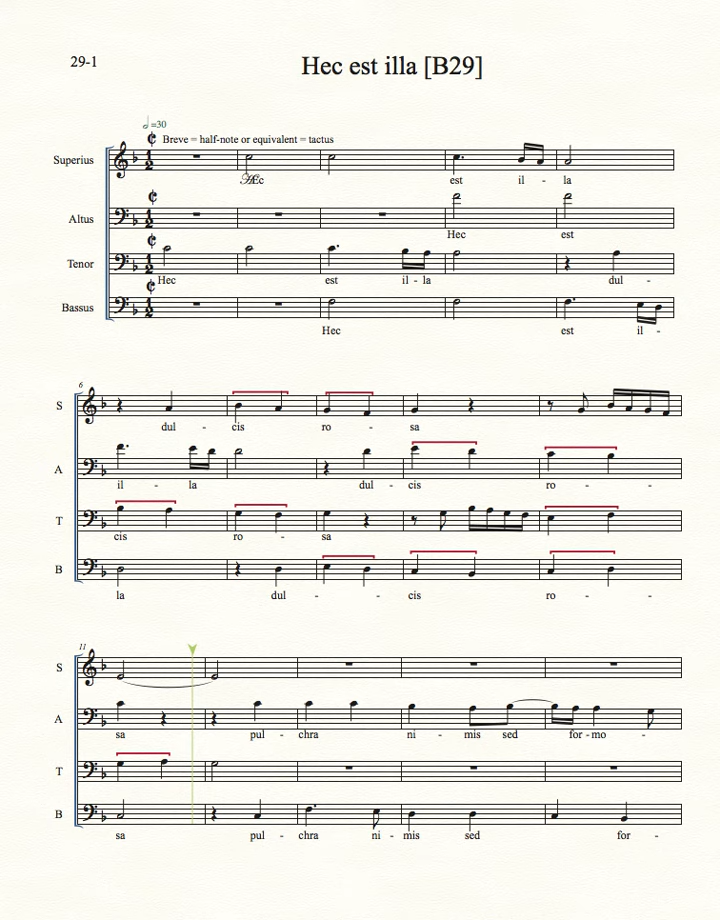 29-1
Hec est illa [B29]
=30
Breve = half-note or equivalent = tactus
Superius
Hec est il - la
Altus
Hec est
Tenor
Hec est il - la dul -
Bassus
Hec est il -
6
S
dul - cis ro - sa
A
il - la dul - cis ro -
T
cis ro - sa
B
la dul - - cis ro -
11
S
A
sa pul - chra ni - mis sed for - mo -
T
B
sa pul - chra ni - mis sed for -